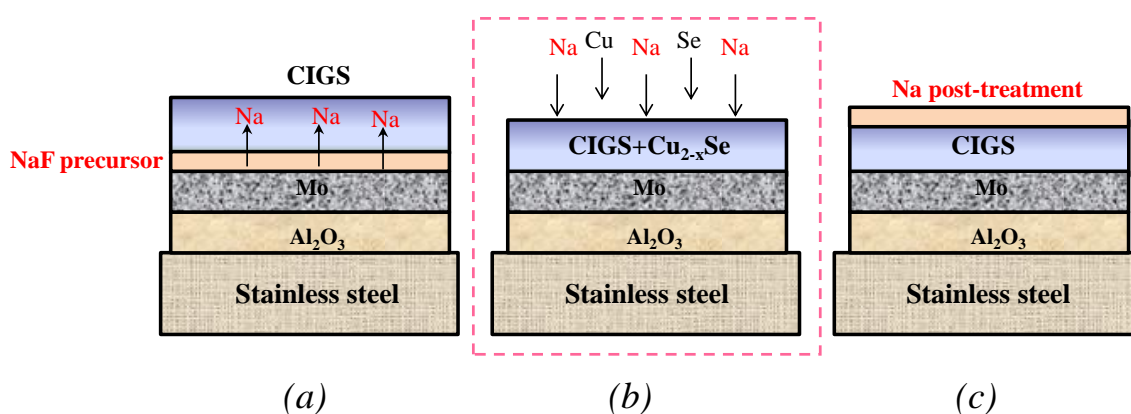 CIGS
Na Na Na
NaF precursor
Mo
Al₂O₃
Stainless steel
(a)
Na Cu Na Se Na
CIGS+Cu₂₋ₓSe
Mo
Al₂O₃
Stainless steel
(b)
Na post-treatment
CIGS
Mo
Al₂O₃
Stainless steel
(c)